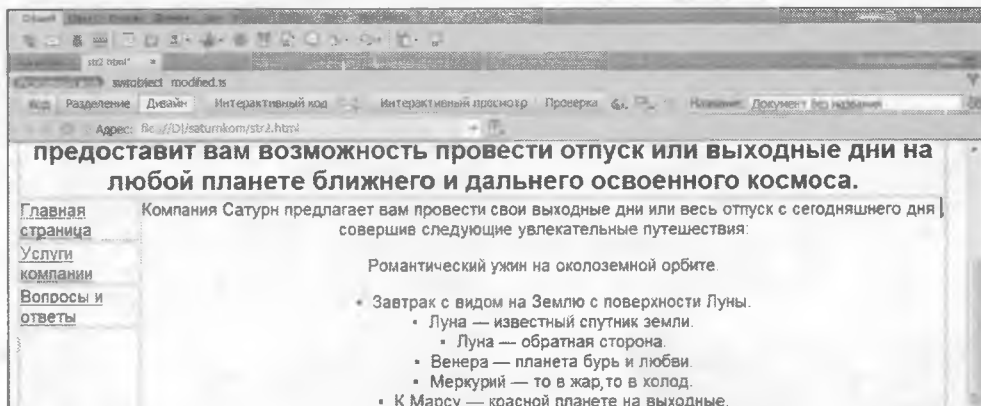 str2.html* ×
swfobject_modified.js
Код Разделение Дизайн Интерактивный код Интерактивный просмотр Проверка Название: Документ без названия
Адрес: file:///D|/saturnkom/str2.html
предоставит вам возможность провести отпуск или выходные дни на
любой планете ближнего и дальнего освоенного космоса.
Главная
страница
Услуги
компании
Вопросы и
ответы
Компания Сатурн предлагает вам провести свои выходные дни или весь отпуск с сегодняшнего дня
совершив следующие увлекательные путешествия:
Романтический ужин на околоземной орбите.
• Завтрак с видом на Землю с поверхности Луны.
• Луна — известный спутник земли.
• Луна — обратная сторона.
• Венера — планета бурь и любви.
• Меркурий — то в жар,то в холод.
• К Марсу — красной планете на выходные.